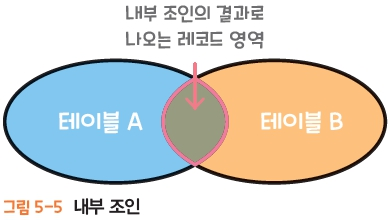 내부 조인의 결과로
나오는 레코드 영역
테이블 A
테이블 B
그림 5-5 내부 조인